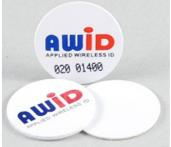 AWiD
APPLIED WIRELESS ID
020 01400
AWiD
APPLIED WIRELESS ID